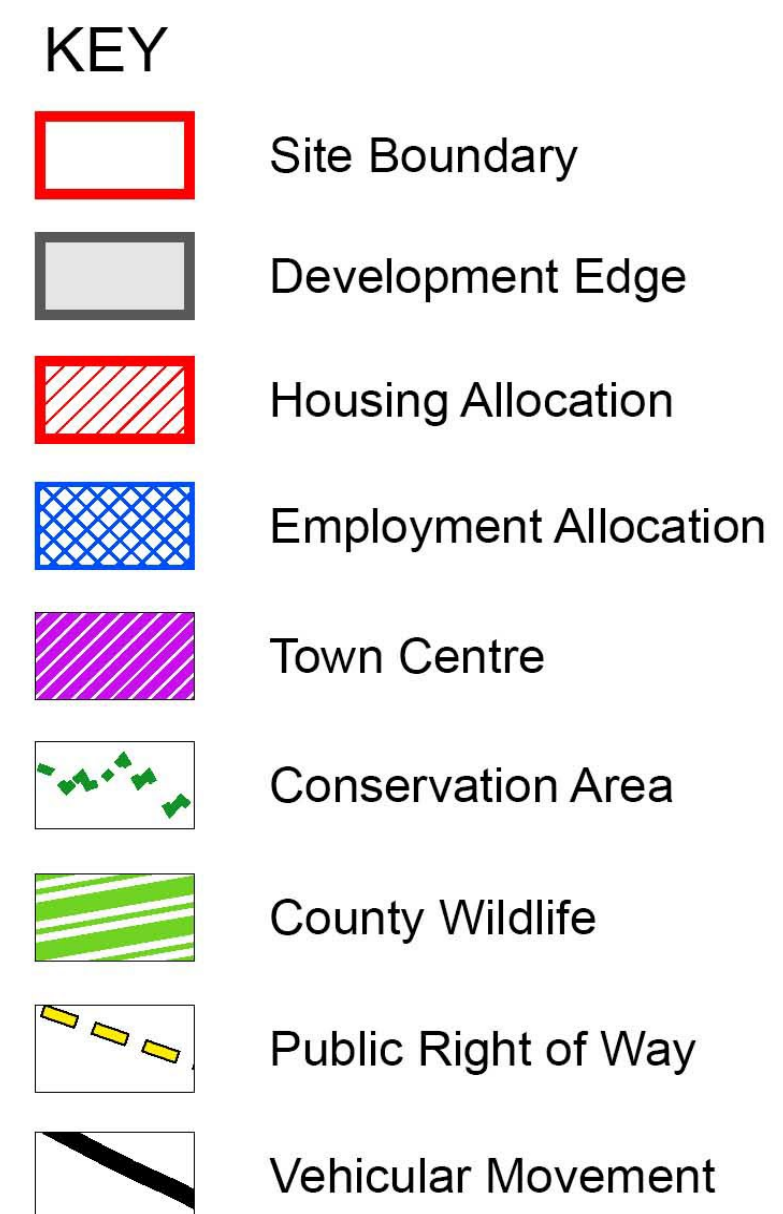 KEY
Site Boundary
Development Edge
Housing Allocation
Employment Allocation
Town Centre
Conservation Area
County Wildlife
Public Right of Way
Vehicular Movement